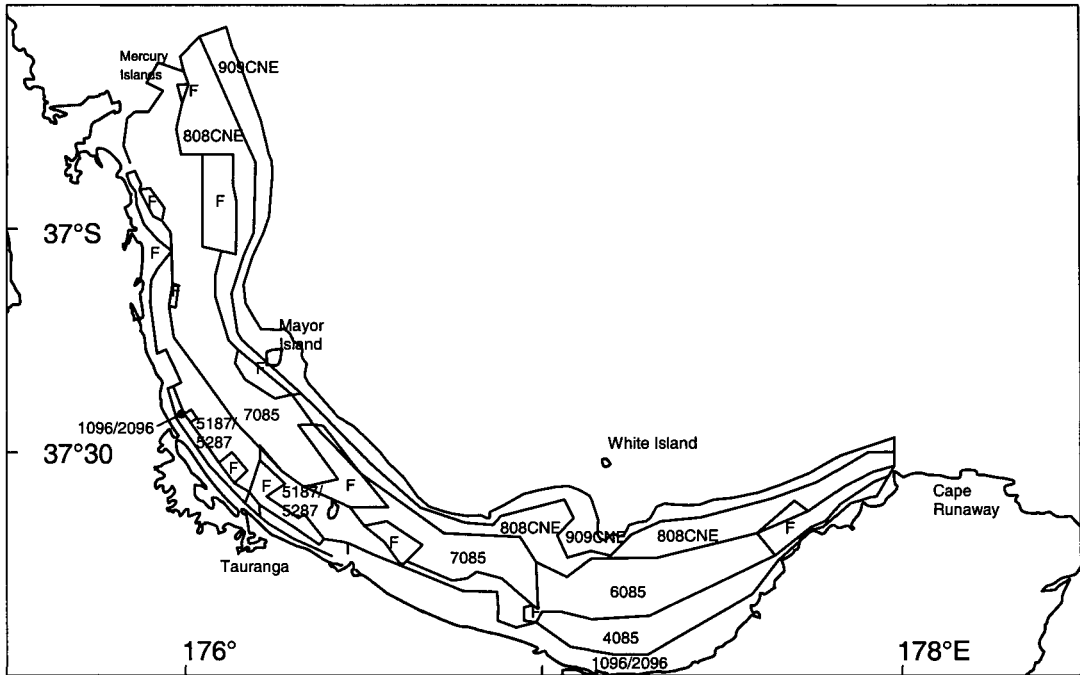 Mercury
Islands
909CNE
F
808CNE
F
F
37°S
F
F
Mayor
Island
F
7085
1096/2096
5187/
5287
White Island
37°30
F
F
5187/
5287
F
Cape
Runaway
808CNE
909CNE
808CNE
F
F
7085
Tauranga
6085
F
4085
1096/2096
176°
178°E